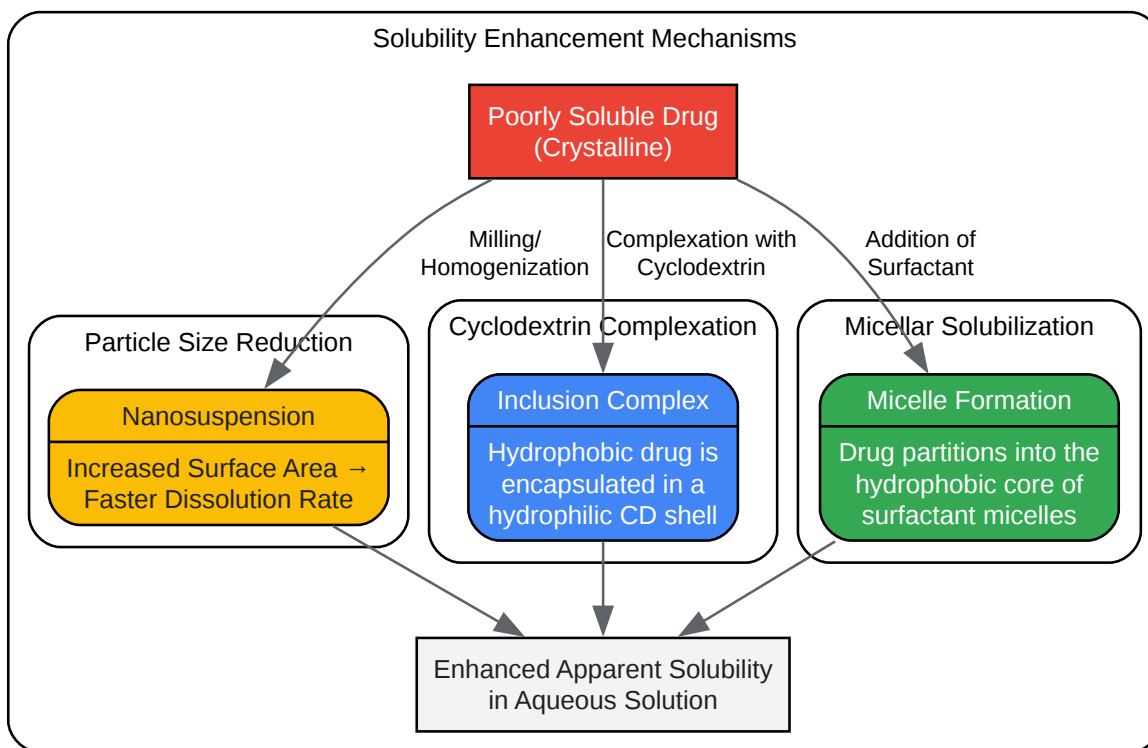 Solubility Enhancement Mechanisms
Poorly Soluble Drug
(Crystalline)
Milling/
Homogenization
Complexation with
Cyclodextrin
Addition of
Surfactant
Particle Size Reduction
Nanosuspension
Increased Surface Area →
Faster Dissolution Rate
Cyclodextrin Complexation
Inclusion Complex
Hydrophobic drug is
encapsulated in a
hydrophilic CD shell
Micellar Solubilization
Micelle Formation
Drug partitions into the
hydrophobic core of
surfactant micelles
Enhanced Apparent Solubility
in Aqueous Solution